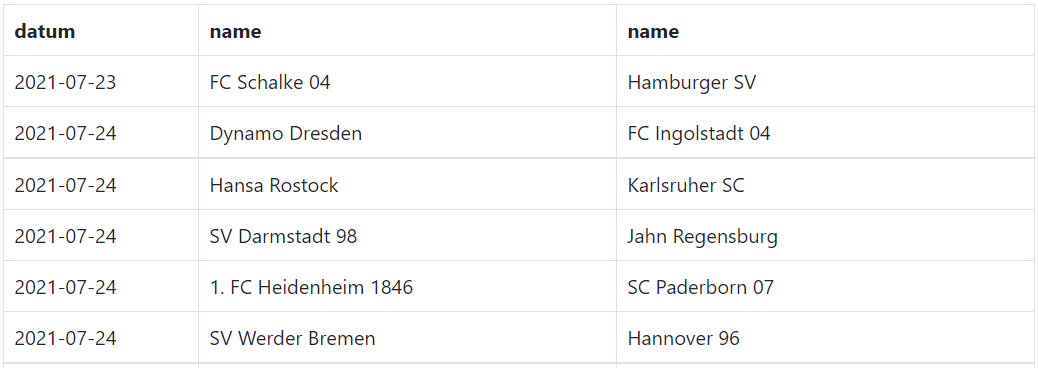 datum name name
2021-07-23 FC Schalke 04 Hamburger SV
2021-07-24 Dynamo Dresden FC Ingolstadt 04
2021-07-24 Hansa Rostock Karlsruher SC
2021-07-24 SV Darmstadt 98 Jahn Regensburg
2021-07-24 1. FC Heidenheim 1846 SC Paderborn 07
2021-07-24 SV Werder Bremen Hannover 96